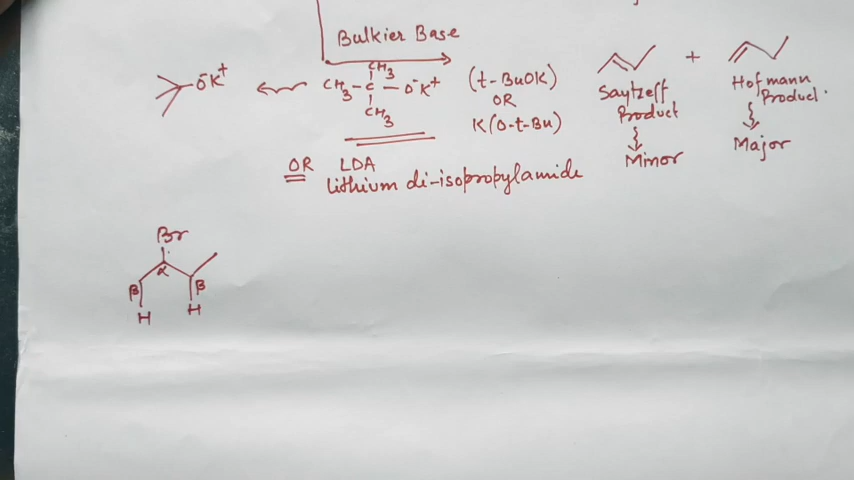 Bulkier Base
CH₃
CH₃-C-O⁻K⁺
CH₃
O⁻K⁺
(t-BuOK)
OR
K(O-t-Bu)
+
Saytzeff
Product
Minor
Hofmann
Product.
Major
OR LDA
lithium di-isopropylamide
Br
α
β β
H H